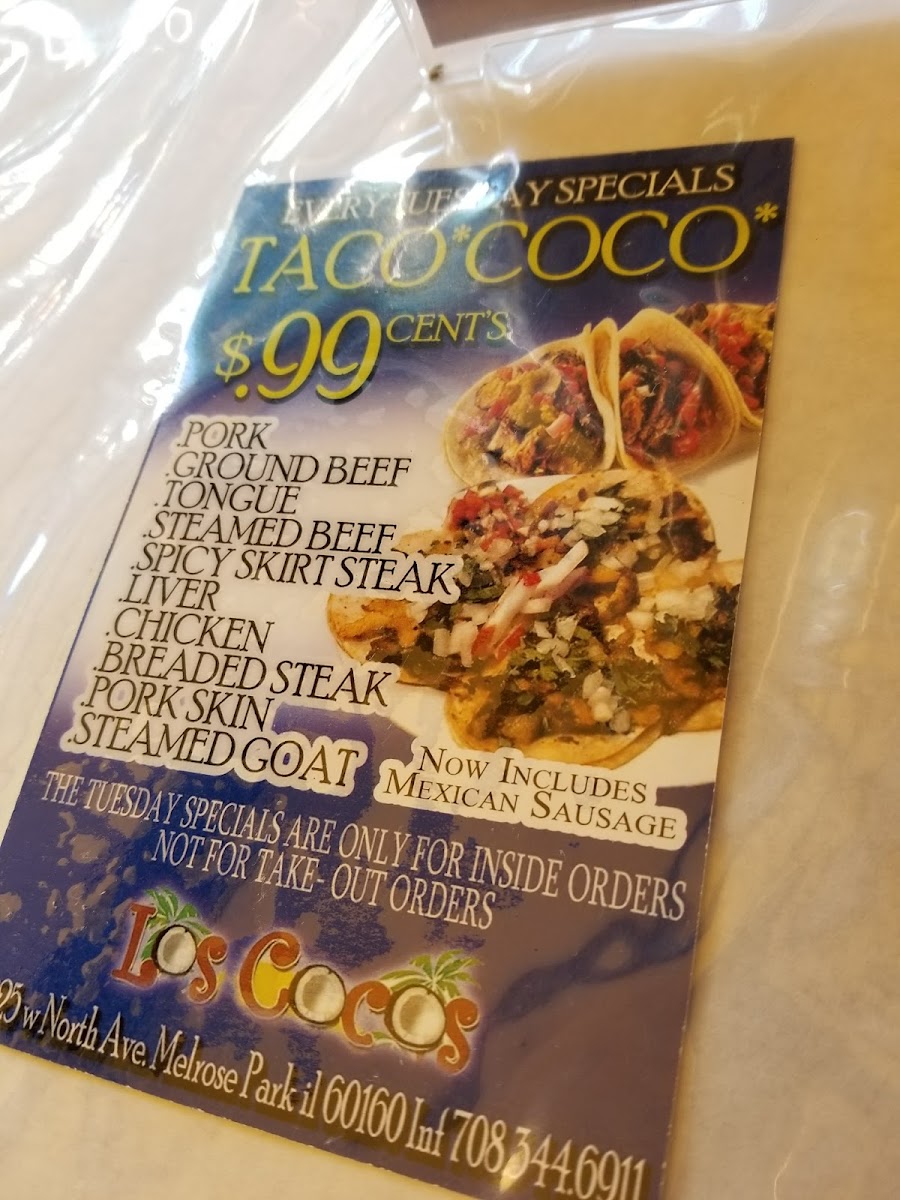 EVERY TUESDAY SPECIALS
TACO*COCO*
$.99 CENT'S
.PORK
.GROUND BEEF
.TONGUE
.STEAMED BEEF
.SPICY SKIRT STEAK
.LIVER
.CHICKEN
.BREADED STEAK
.PORK SKIN
.STEAMED GOAT
NOW INCLUDES
MEXICAN SAUSAGE
THE TUESDAY SPECIALS ARE ONLY FOR INSIDE ORDERS
NOT FOR TAKE- OUT ORDERS
LOS COCOS
25 w North Ave. Melrose Park il 60160 Inf 708.344.6911